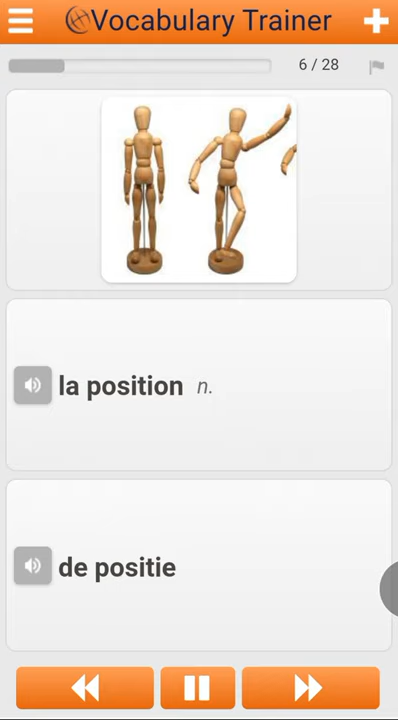 Vocabulary Trainer
6 / 28
la position n.
de positie